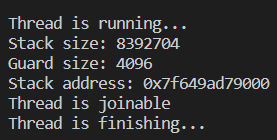 Thread is running...
Stack size: 8392704
Guard size: 4096
Stack address: 0x7f649ad79000
Thread is joinable
Thread is finishing...